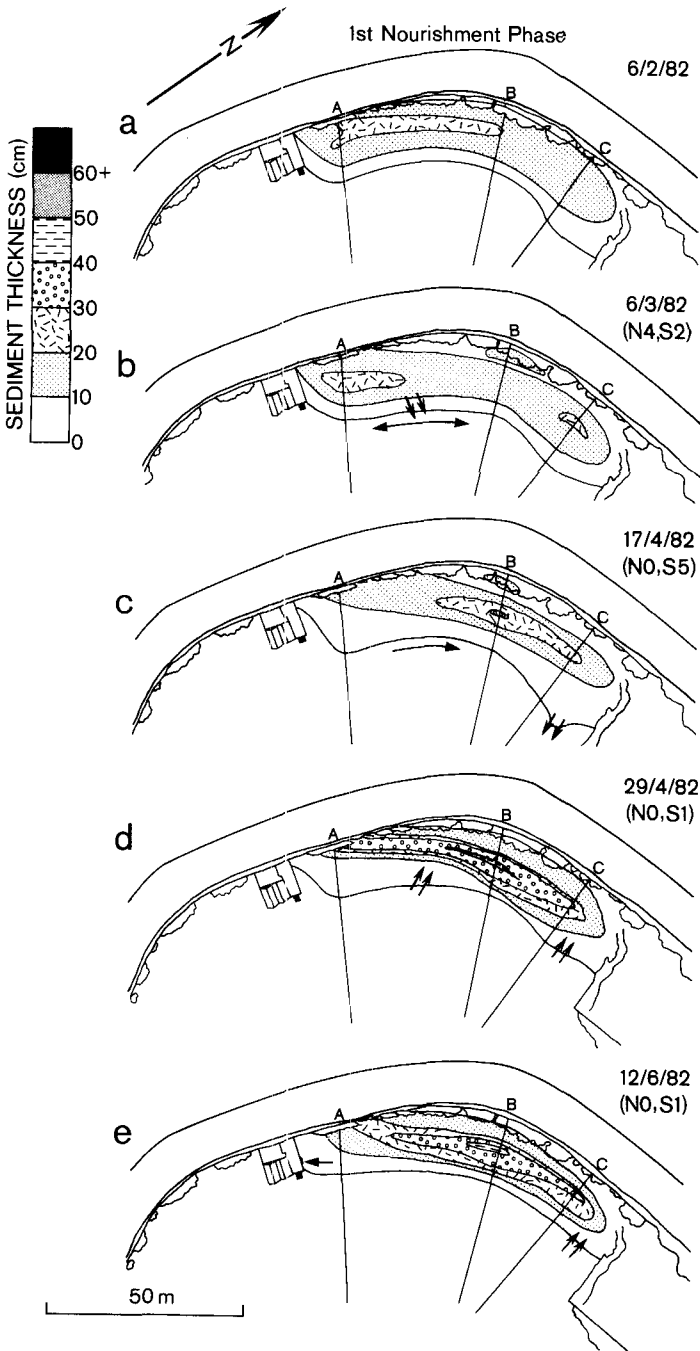 1st Nourishment Phase
N
6/2/82
a
A
B
C
SEDIMENT THICKNESS (cm)
60+
50
40
30
20
10
0
6/3/82
(N4,S2)
b
A
B
C
17/4/82
(N0,S5)
c
A
B
C
29/4/82
(N0,S1)
d
A
B
C
12/6/82
(N0,S1)
e
A
B
C
50 m